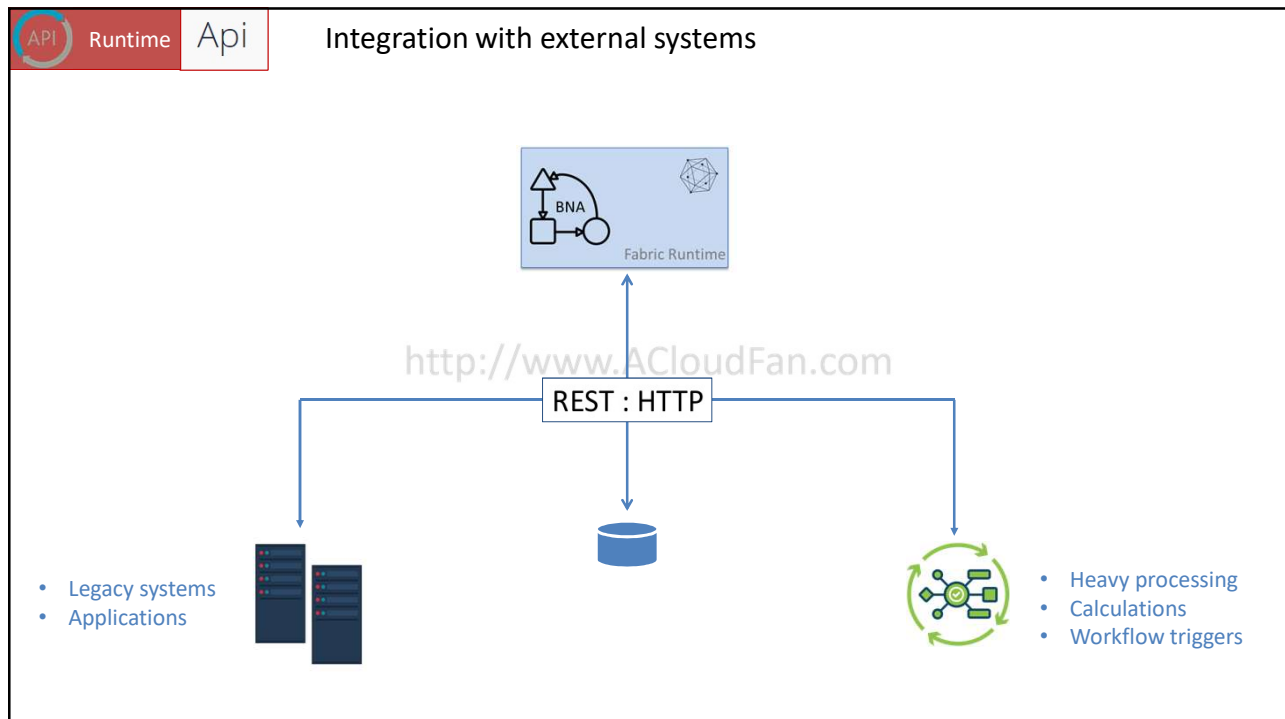 API
Runtime
Api
Integration with external systems
BNA
Fabric Runtime
http://www.ACloudFan.com
REST : HTTP
• Legacy systems
• Applications
• Heavy processing
• Calculations
• Workflow triggers